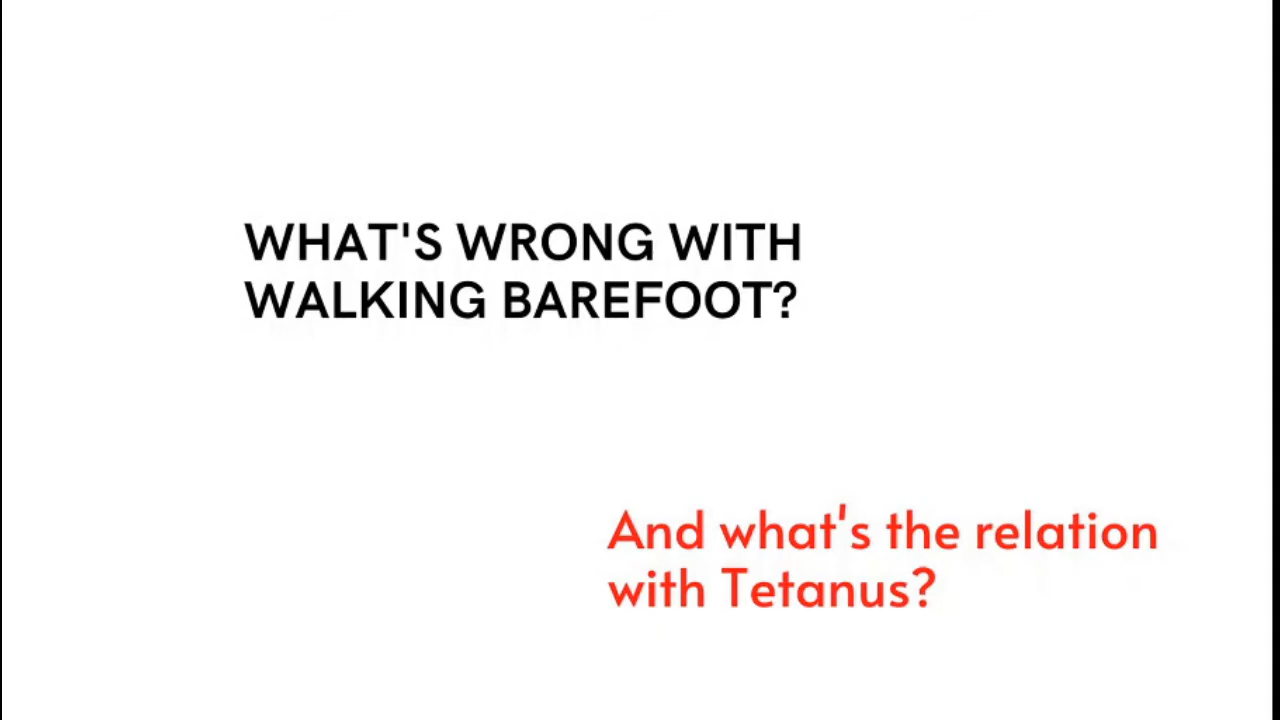 WHAT'S WRONG WITH
WALKING BAREFOOT?
And what's the relation
with Tetanus?